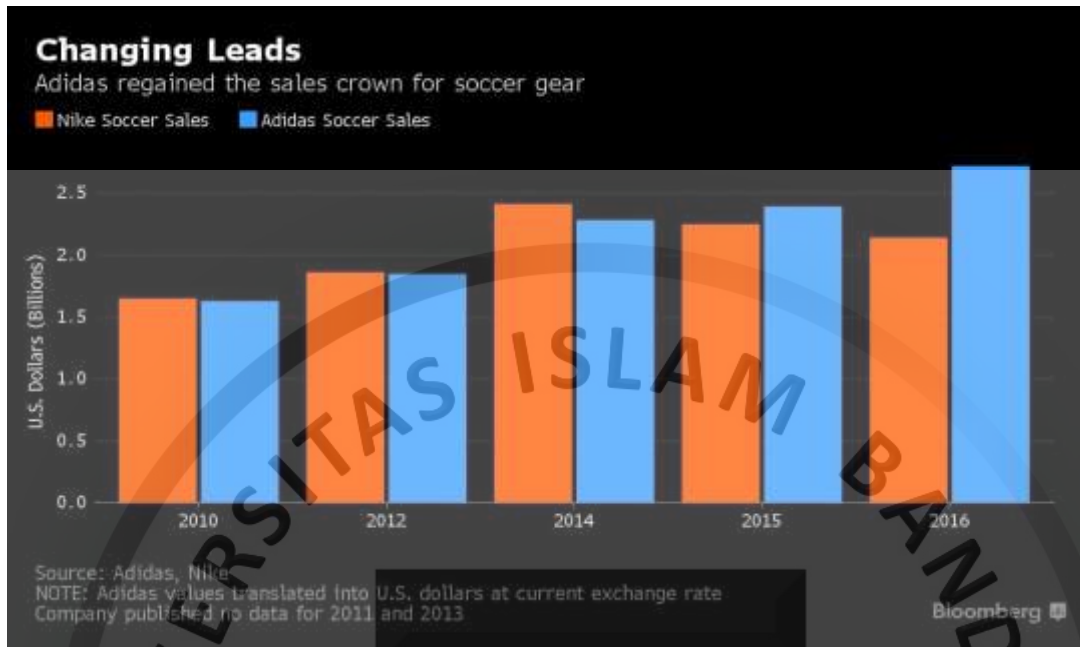 Changing Leads
Adidas regained the sales crown for soccer gear
Nike Soccer Sales Adidas Soccer Sales
2.5
2.0
1.5
1.0
0.5
0.0
U.S. Dollars (Billions)
2010 2012 2014 2015 2016
Source: Adidas, Nike
NOTE: Adidas values translated into U.S. dollars at current exchange rate
Company published no data for 2011 and 2013
Bloomberg
ERSITAS ISLAM BAND